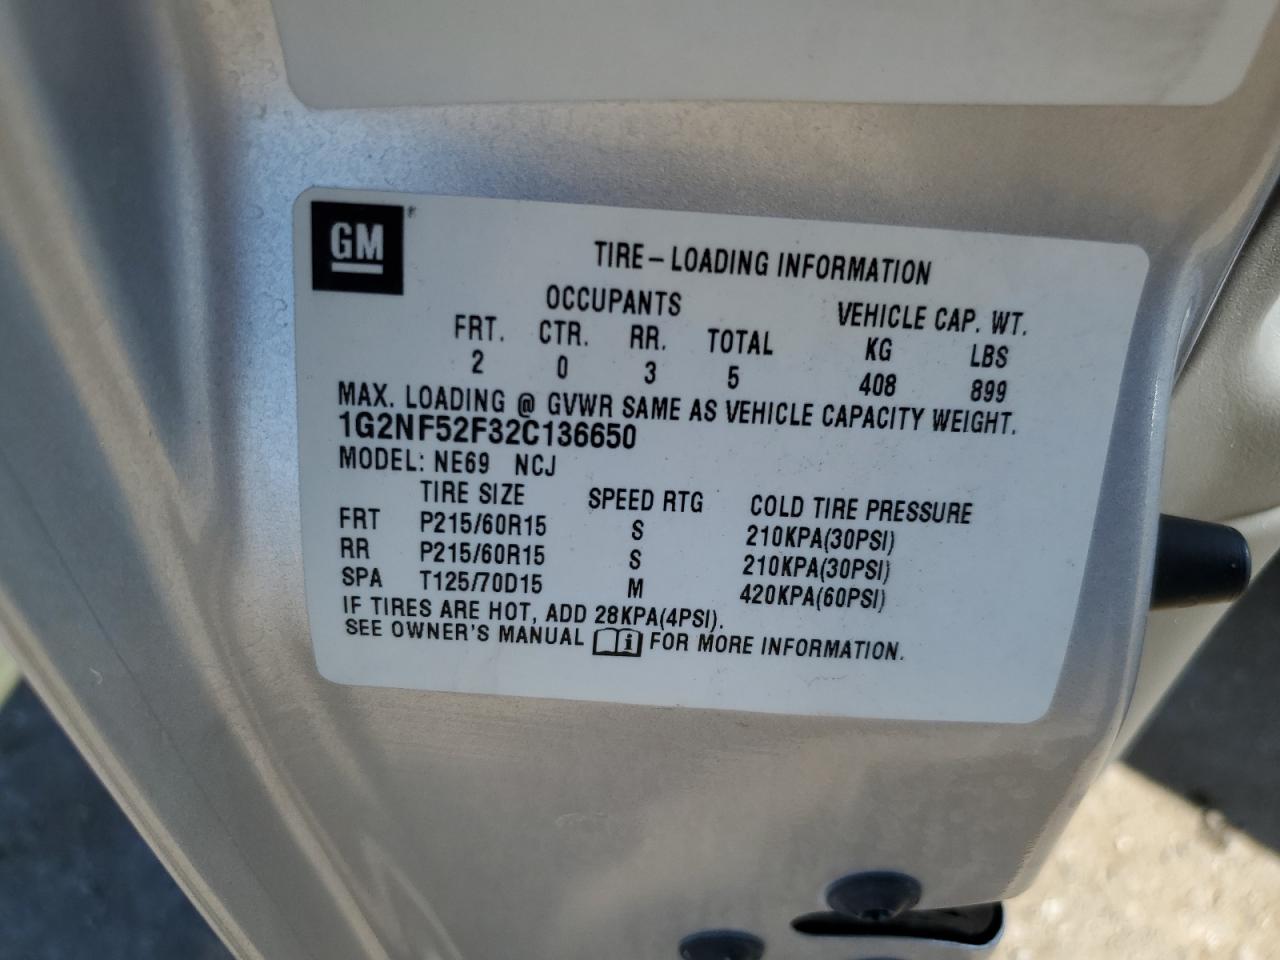 GM
TIRE-LOADING INFORMATION
OCCUPANTS VEHICLE CAP. WT.
FRT. CTR. RR. TOTAL KG LBS
2 0 3 5 408 899
MAX. LOADING @ GVWR SAME AS VEHICLE CAPACITY WEIGHT.
1G2NF52F32C136650
MODEL: NE69 NCJ
TIRE SIZE SPEED RTG COLD TIRE PRESSURE
FRT P215/60R15 S 210KPA(30PSI)
RR P215/60R15 S 210KPA(30PSI)
SPA T125/70D15 M 420KPA(60PSI)
IF TIRES ARE HOT, ADD 28KPA(4PSI).
SEE OWNER'S MANUAL i FOR MORE INFORMATION.